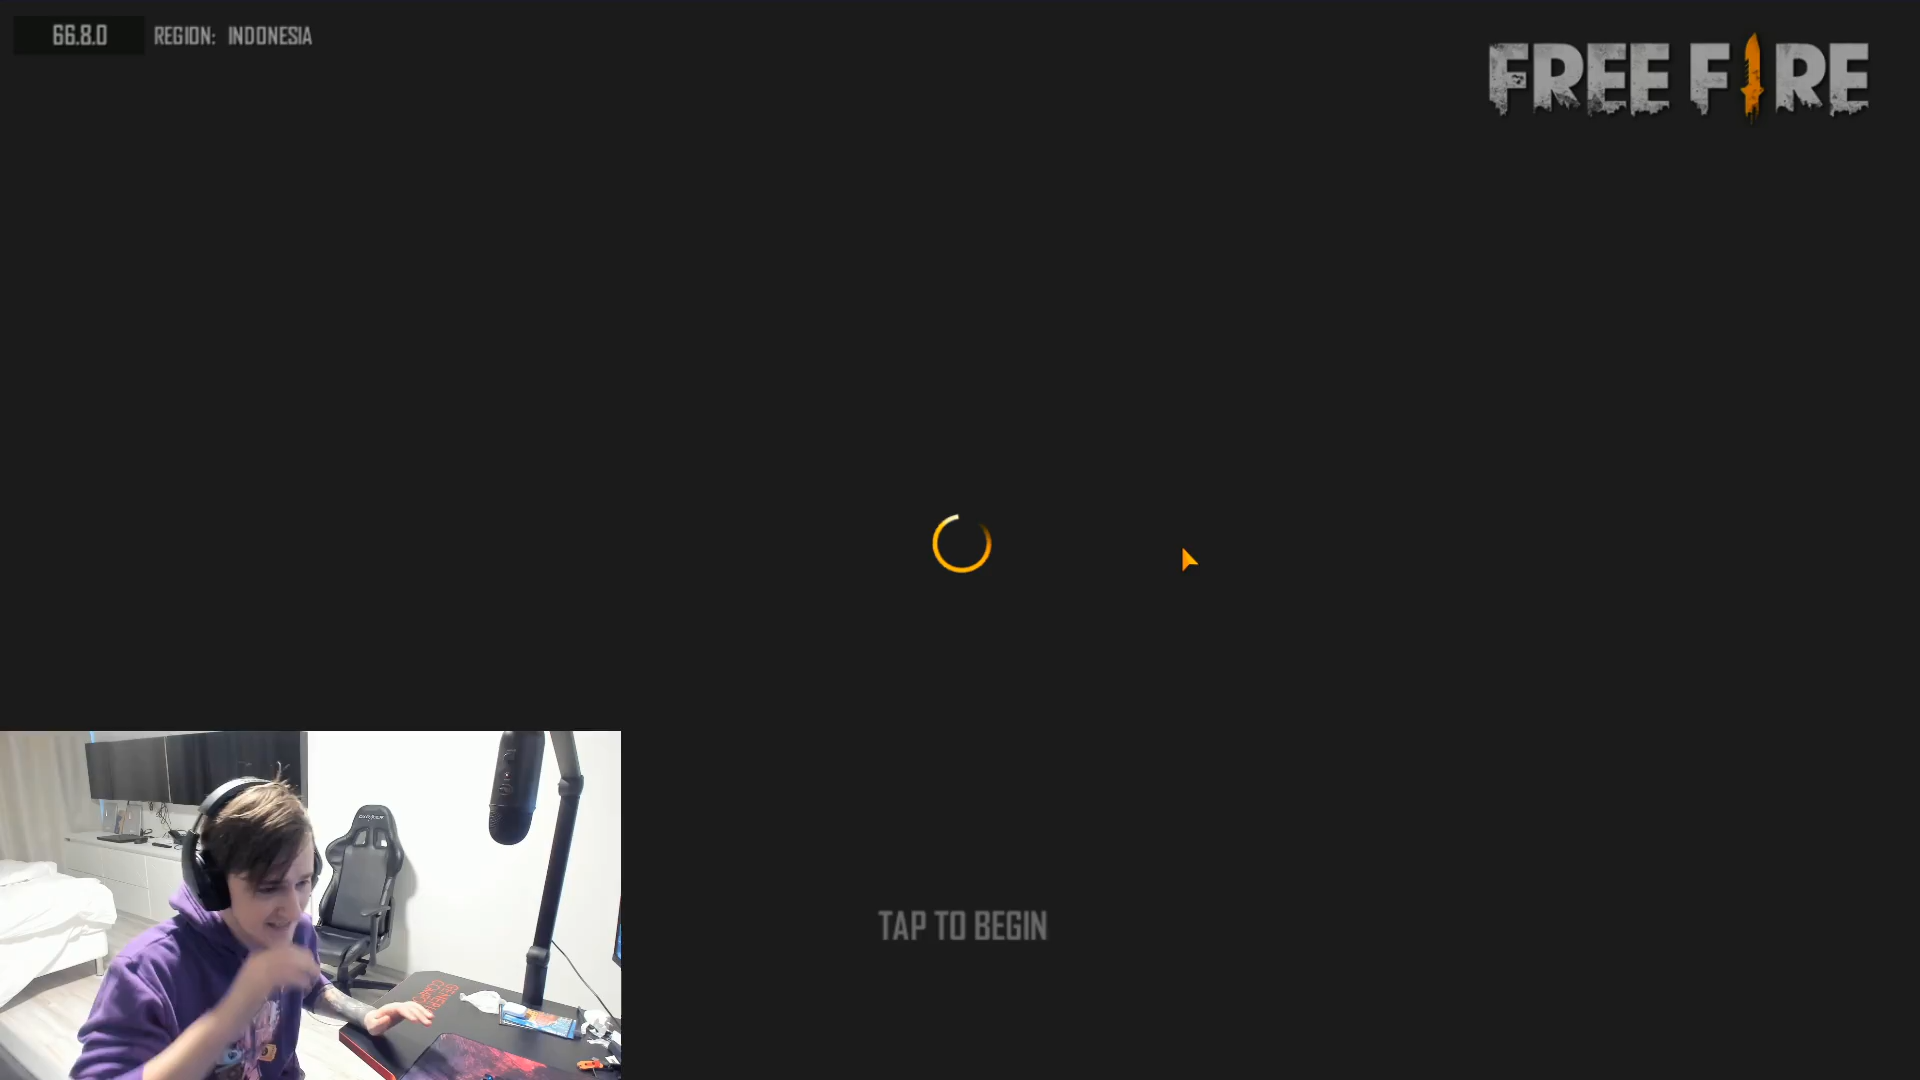 66.8.0 REGION: INDONESIA
FREE FIRE
TAP TO BEGIN